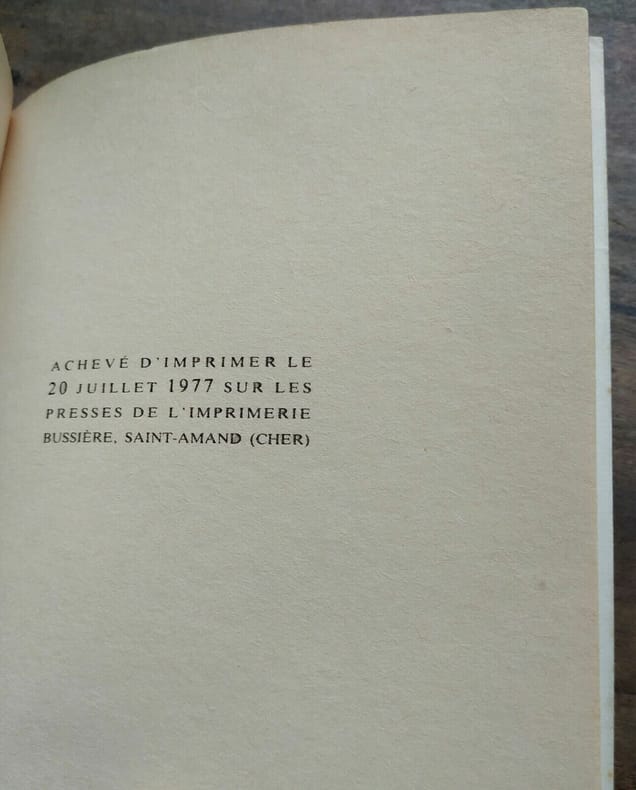 ACHEVÉ D'IMPRIMER LE
20 JUILLET 1977 SUR LES
PRESSES DE L'IMPRIMERIE
BUSSIÈRE, SAINT-AMAND (CHER)